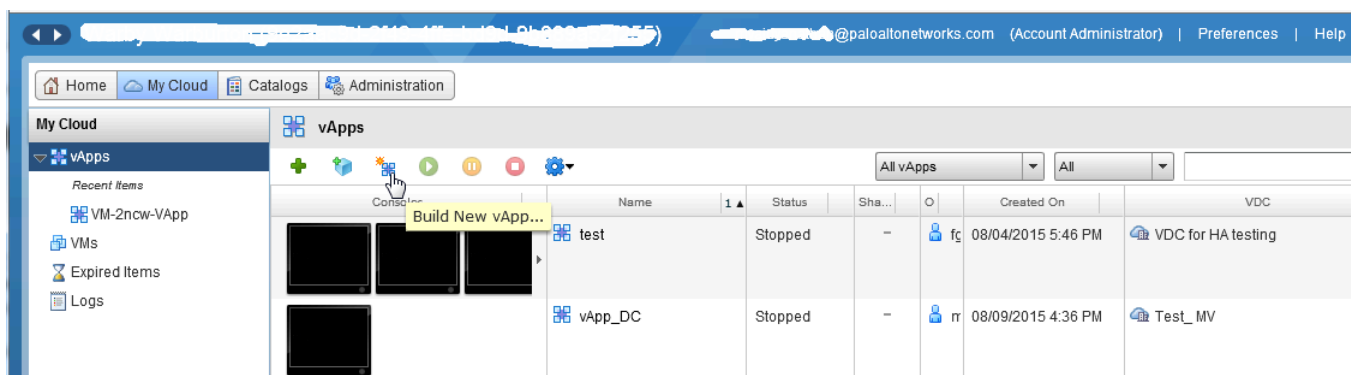 @paloaltonetworks.com (Account Administrator) | Preferences | Help
Home My Cloud Catalogs Administration
My Cloud
vApps
vApps
Recent Items
VM-2ncw-VApp
VMs
Expired Items
Logs
All vApps All
Consoles Name 1 ▲ Status Sha... O Created On VDC
Build New vApp...
test Stopped - 08/04/2015 5:46 PM VDC for HA testing
vApp_DC Stopped - 08/09/2015 4:36 PM Test_ MV